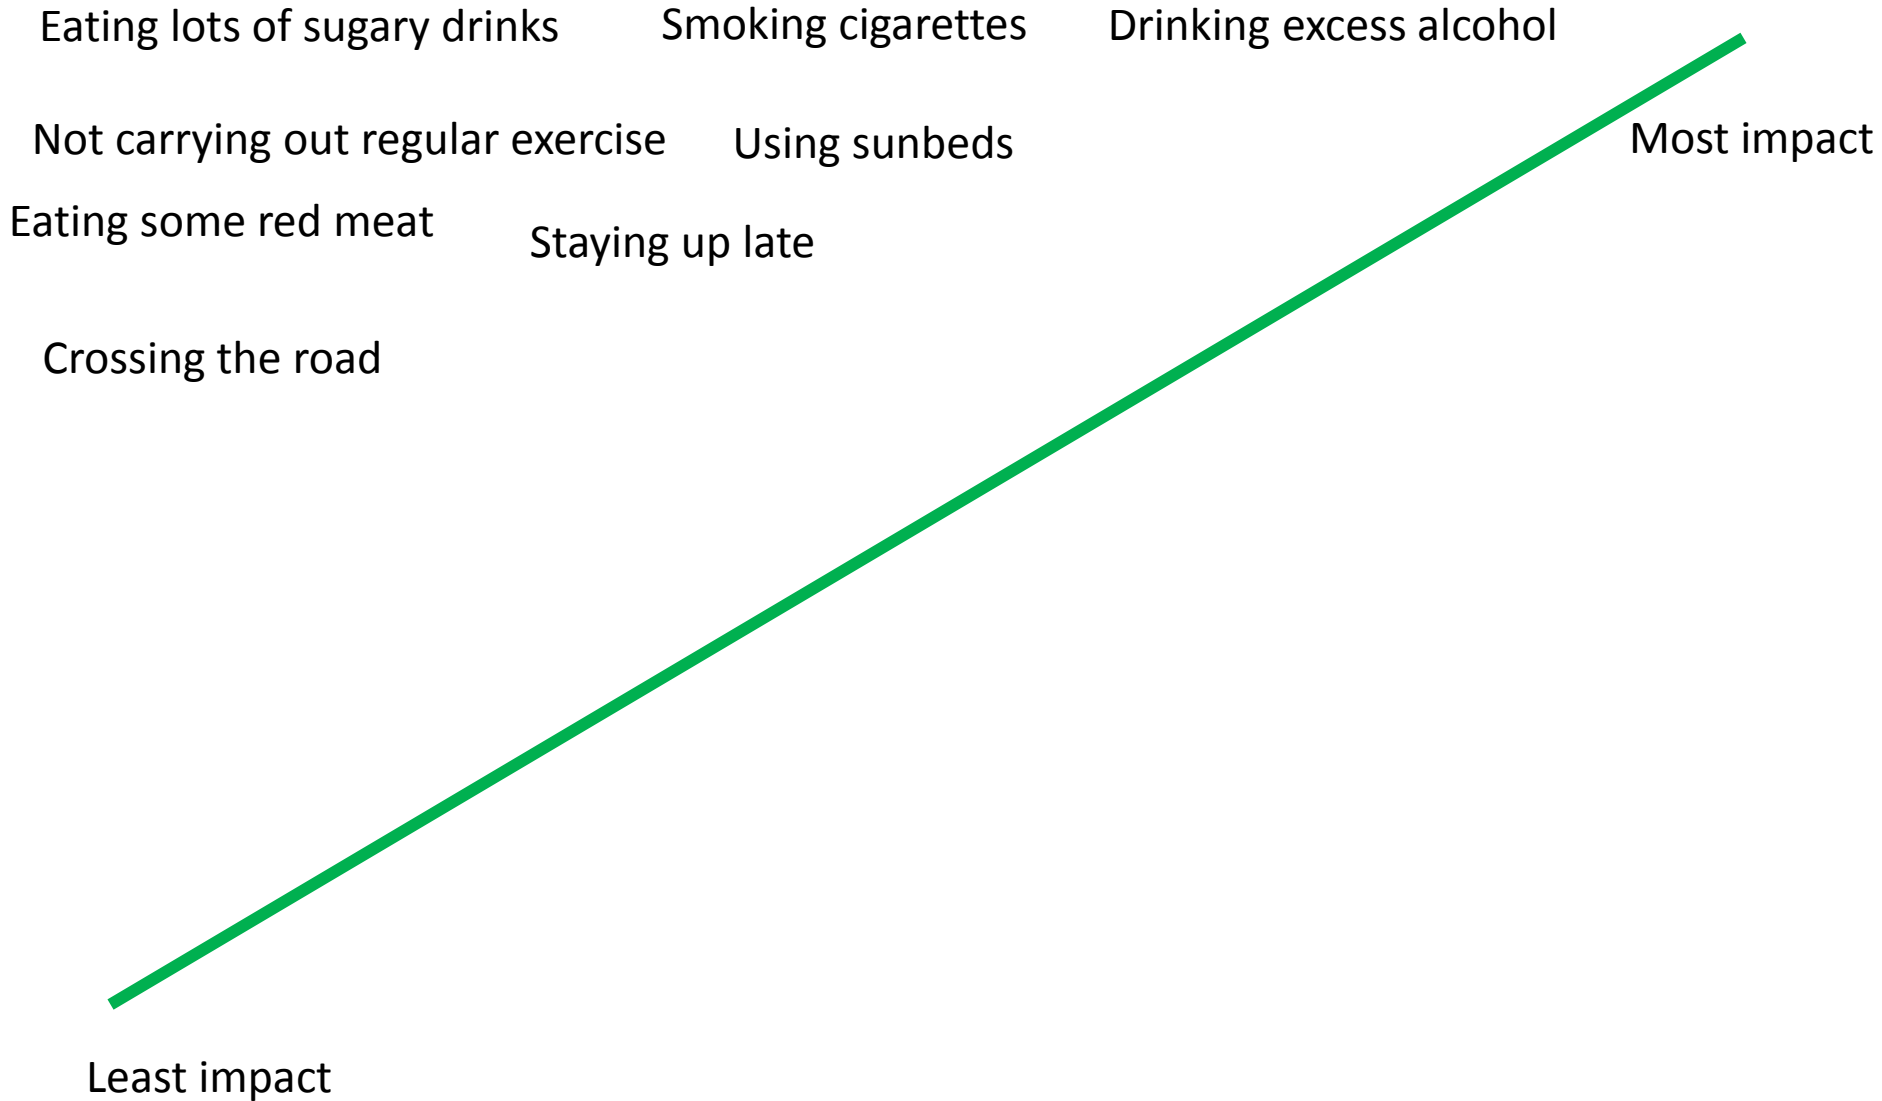 Eating lots of sugary drinks
Smoking cigarettes
Drinking excess alcohol
Not carrying out regular exercise
Using sunbeds
Most impact
Eating some red meat
Staying up late
Crossing the road
Least impact